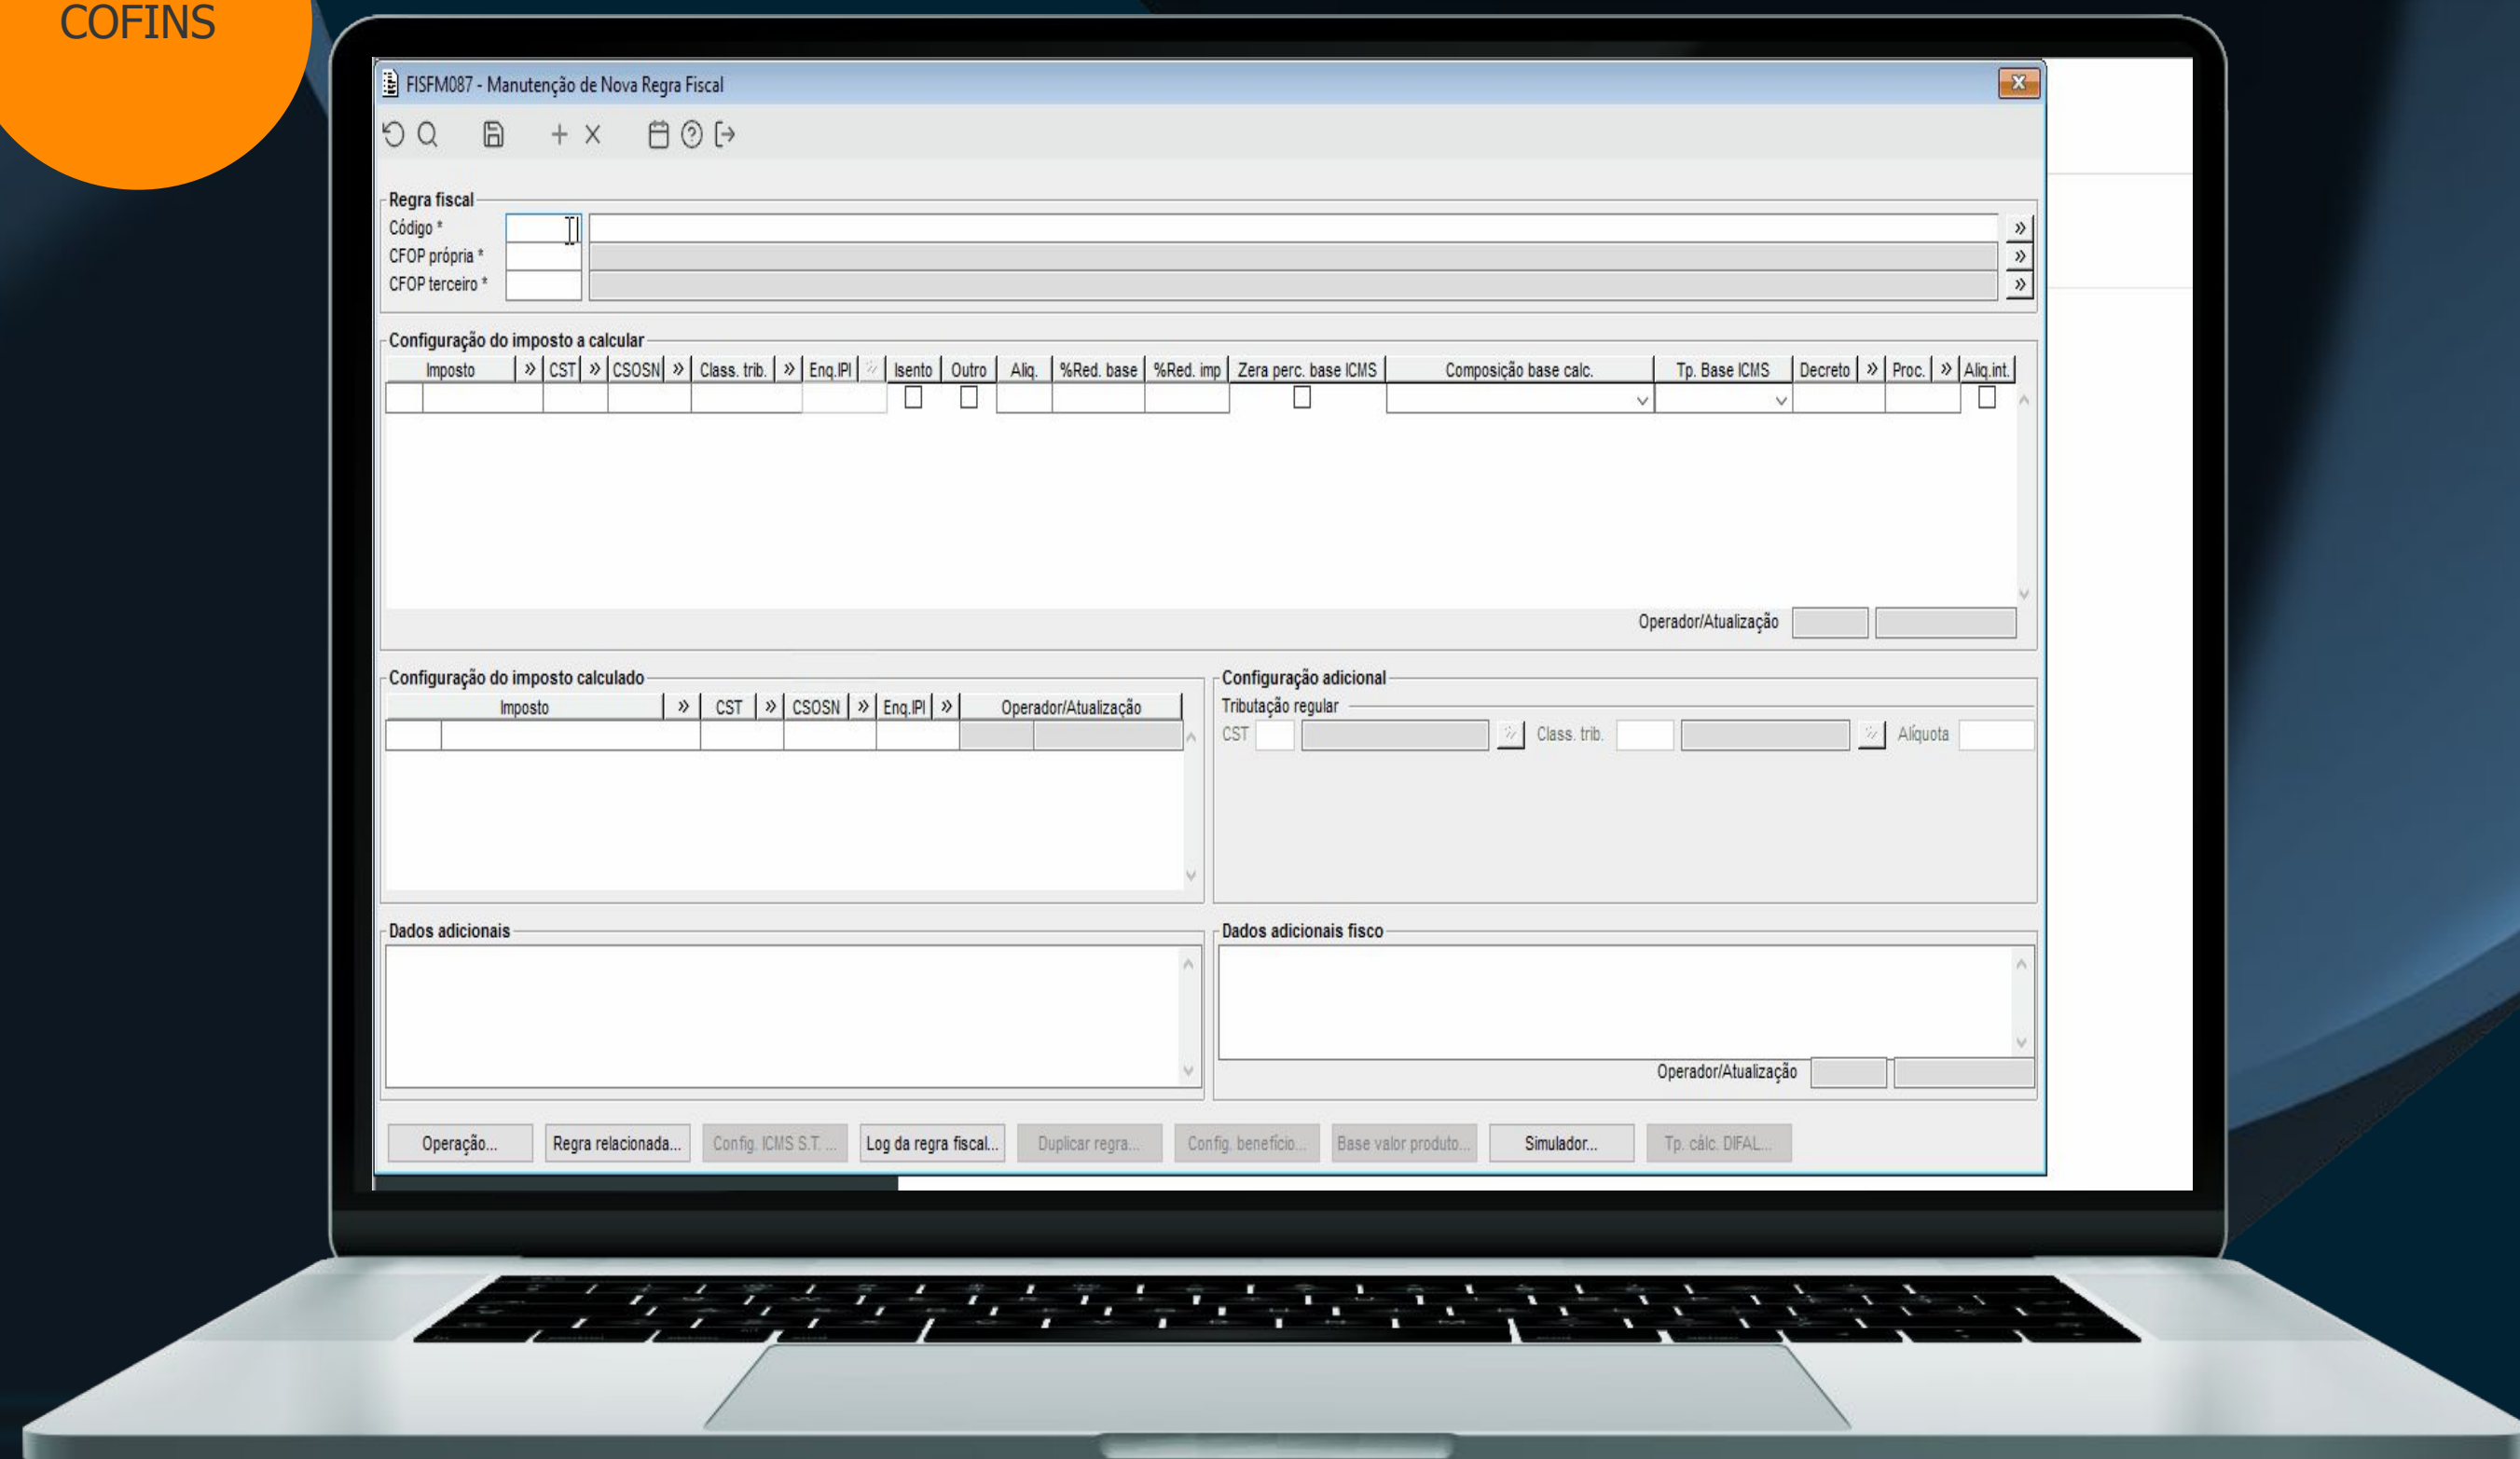 COFINS
FISFM087 - Manutenção de Nova Regra Fiscal
Regra fiscal
Código *
CFOP própria *
CFOP terceiro *
Configuração do imposto a calcular
Imposto » CST » CSOSN » Class. trib. » Enq.IPI Isento Outro Aliq. %Red. base %Red. imp Zera perc. base ICMS Composição base calc. Tp. Base ICMS Decreto » Proc. » Aliq.int.
Operador/Atualização
Configuração do imposto calculado
Imposto » CST » CSOSN » Enq.IPI » Operador/Atualização
Configuração adicional
Tributação regular
CST Class. trib. Alíquota
Dados adicionais
Dados adicionais fisco
Operador/Atualização
Operação... Regra relacionada... Config. ICMS S.T. ... Log da regra fiscal... Duplicar regra... Config. benefício... Base valor produto... Simulador... Tp. cálc. DIFAL...